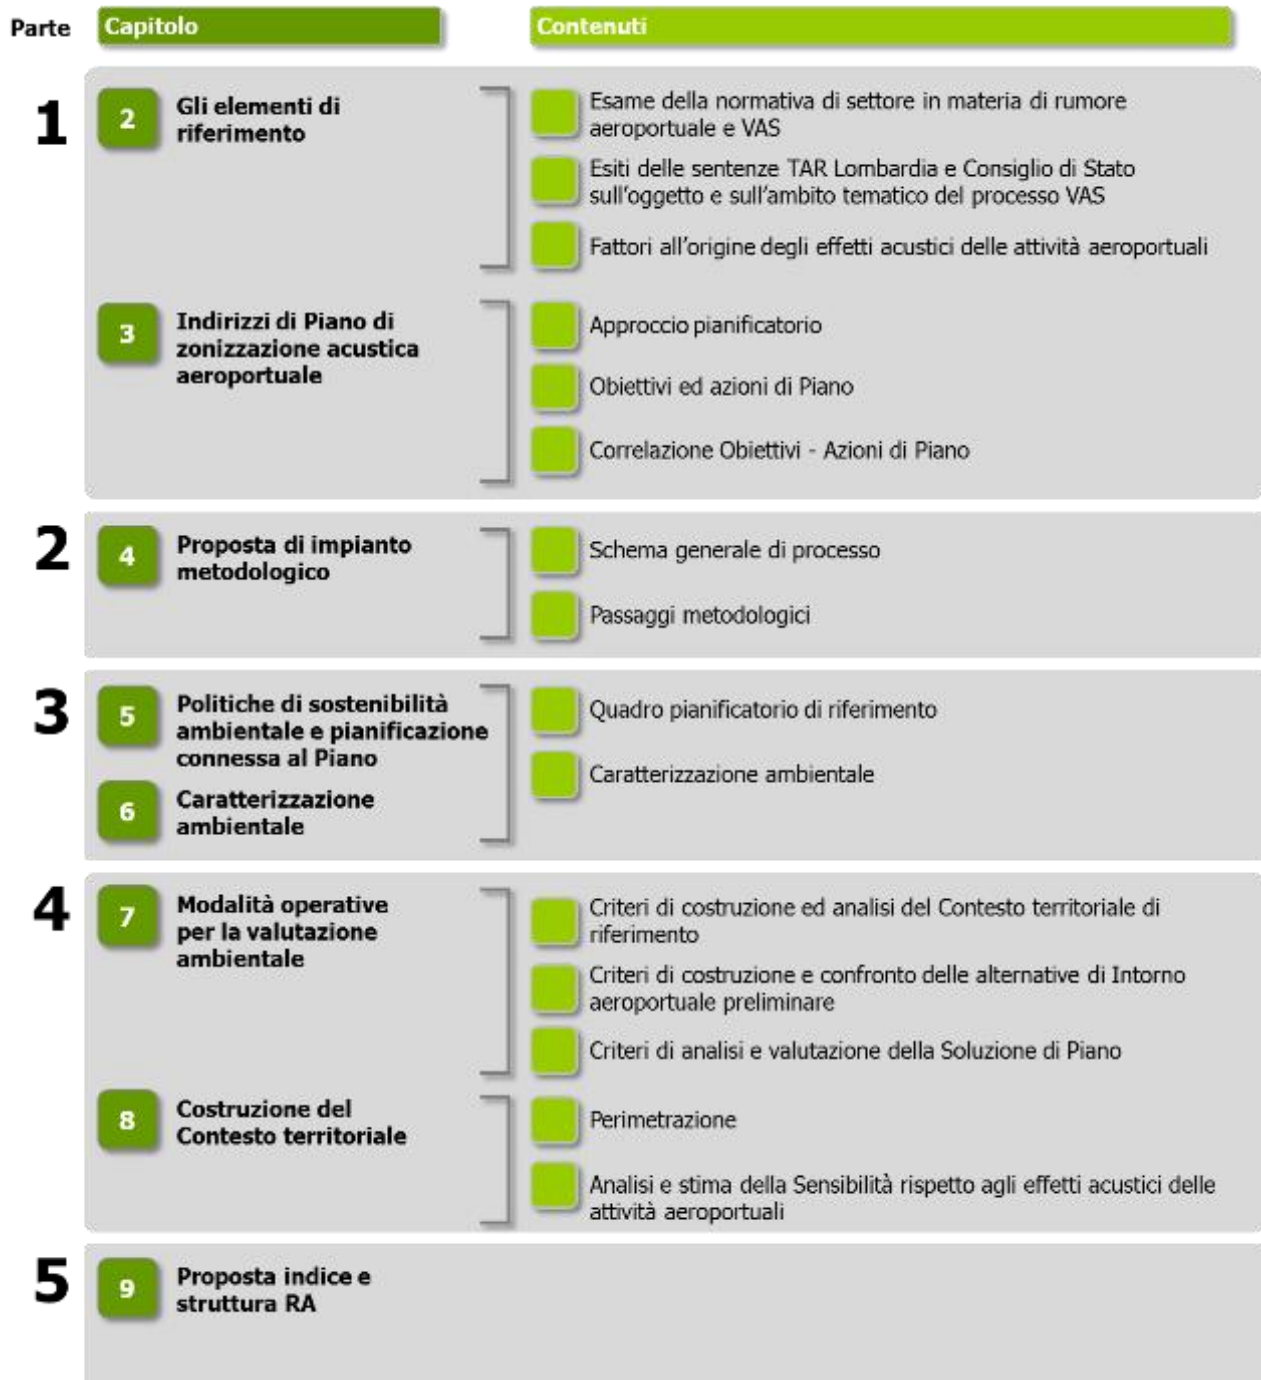 Parte Capitolo Contenuti
1
2 Gli elementi di
riferimento
Esame della normativa di settore in materia di rumore
aeroportuale e VAS
Esiti delle sentenze TAR Lombardia e Consiglio di Stato
sull'oggetto e sull'ambito tematico del processo VAS
Fattori all'origine degli effetti acustici delle attività aeroportuali
3 Indirizzi di Piano di
zonizzazione acustica
aeroportuale
Approccio pianificatorio
Obiettivi ed azioni di Piano
Correlazione Obiettivi - Azioni di Piano
2
4 Proposta di impianto
metodologico
Schema generale di processo
Passaggi metodologici
3
5 Politiche di sostenibilità
ambientale e pianificazione
connessa al Piano
6 Caratterizzazione
ambientale
Quadro pianificatorio di riferimento
Caratterizzazione ambientale
4
7 Modalità operative
per la valutazione
ambientale
Criteri di costruzione ed analisi del Contesto territoriale di
riferimento
Criteri di costruzione e confronto delle alternative di Intorno
aeroportuale preliminare
Criteri di analisi e valutazione della Soluzione di Piano
8 Costruzione del
Contesto territoriale
Perimetrazione
Analisi e stima della Sensibilità rispetto agli effetti acustici delle
attività aeroportuali
5
9 Proposta indice e
struttura RA